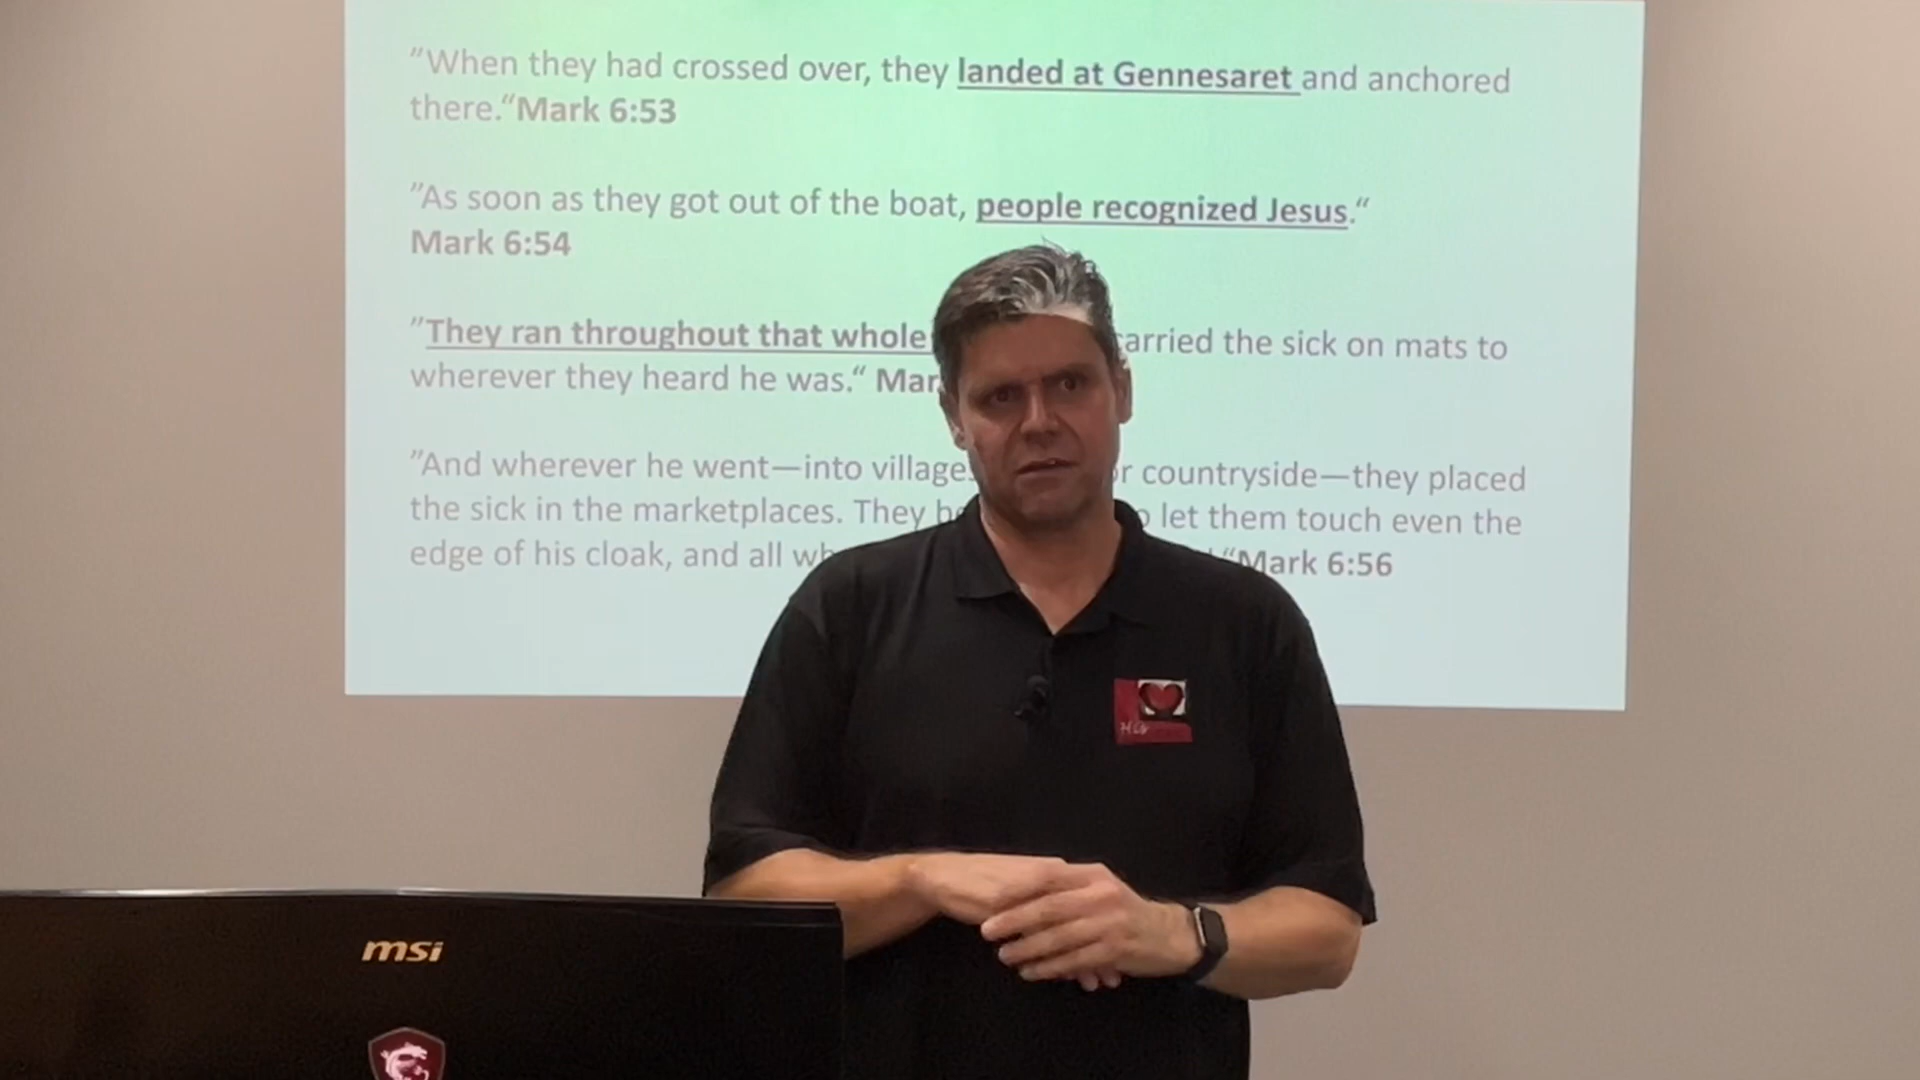 ”When they had crossed over, they landed at Gennesaret and anchored
there.“Mark 6:53
”As soon as they got out of the boat, people recognized Jesus.“
Mark 6:54
”They ran throughout that whole arried the sick on mats to
wherever they heard he was.“ Mar
”And wherever he went—into village countryside—they placed
the sick in the marketplaces. They let them touch even the
edge of his cloak, and all “Mark 6:56
msi